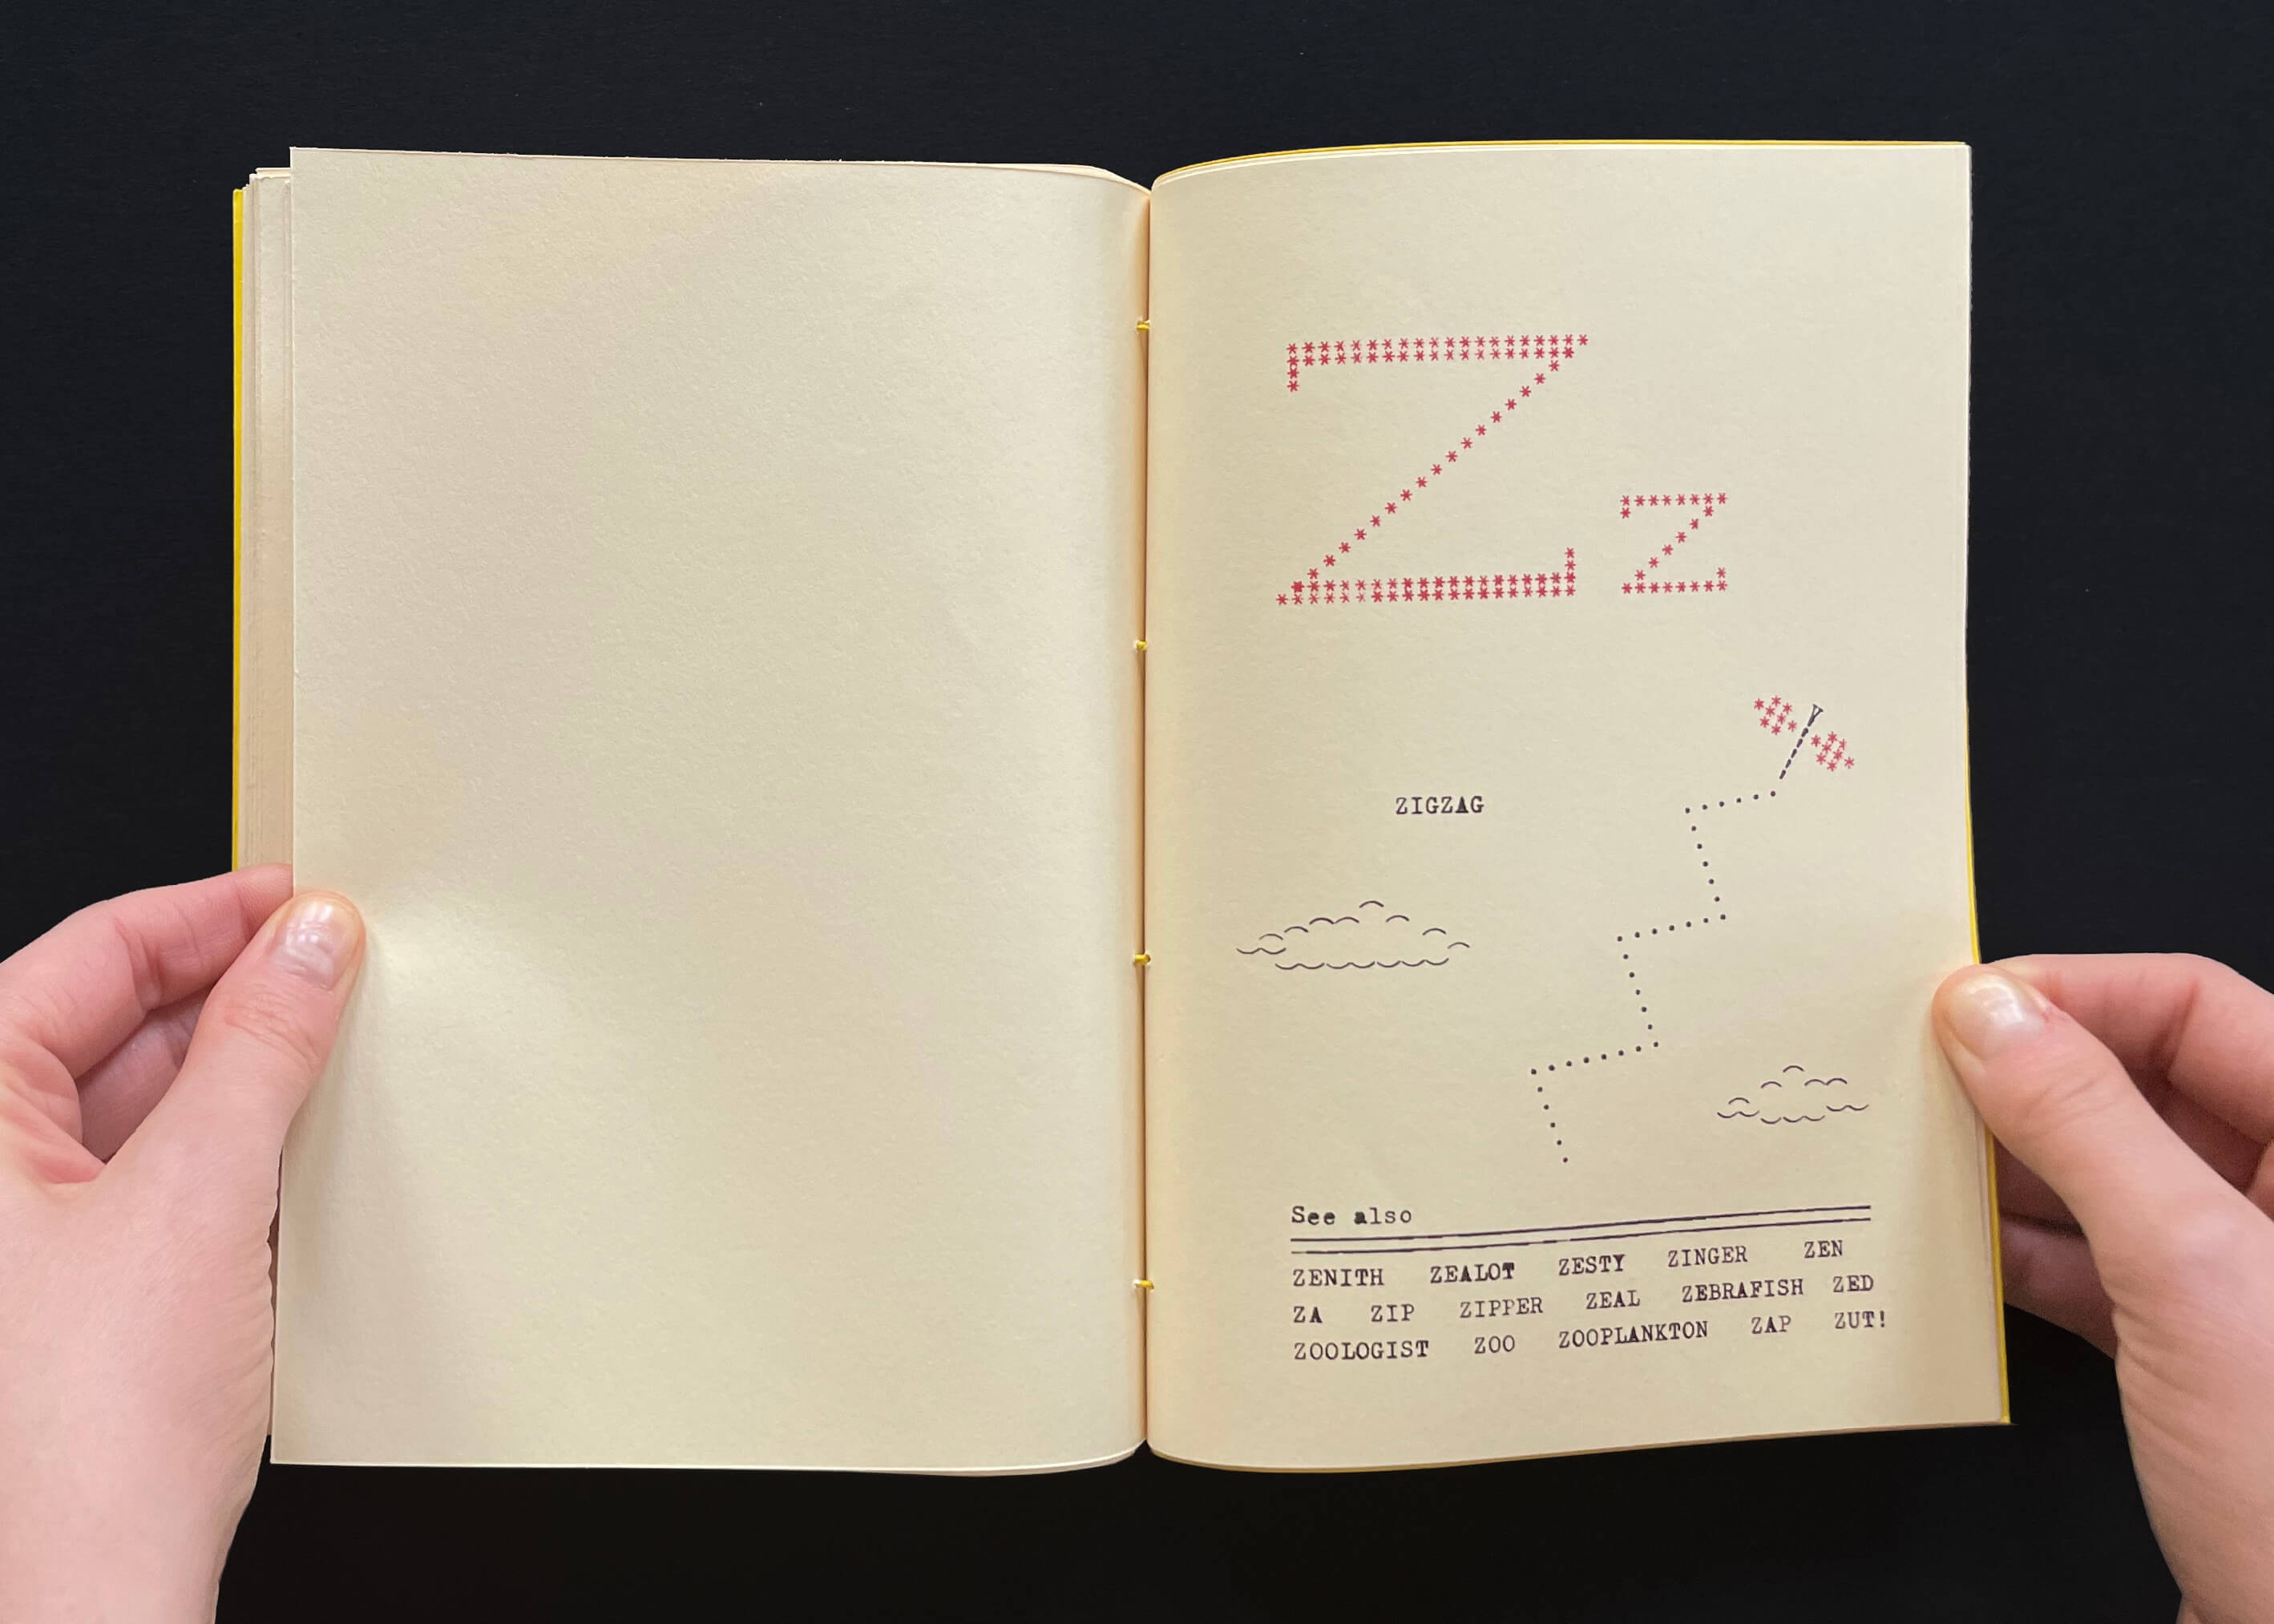 Z z
ZIGZAG
See also
ZENITH ZEALOT ZESTY ZINGER ZEN
ZA ZIP ZIPPER ZEAL ZEBRAFISH ZED
ZOOLOGIST ZOO ZOOPLANKTON ZAP ZUT!